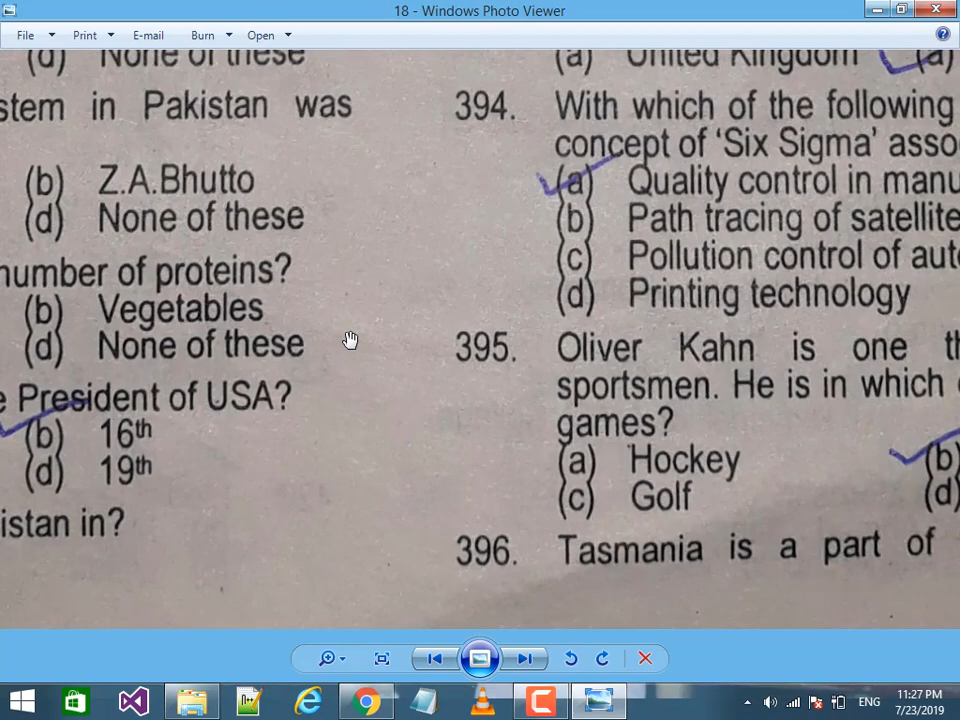 18 - Windows Photo Viewer
File Print E-mail Burn Open
(d) None of these
stem in Pakistan was
(b) Z.A.Bhutto
(d) None of these
number of proteins?
(b) Vegetables
(d) None of these
e President of USA?
(b) 16th
(d) 19th
istan in?
(a) United Kingdom (a)
394. With which of the following
concept of ‘Six Sigma’ asso
(a) Quality control in manu
(b) Path tracing of satellite
(c) Pollution control of aut
(d) Printing technology
395. Oliver Kahn is one th
sportsmen. He is in which
games?
(a) Hockey (b)
(c) Golf (d)
396. Tasmania is a part of
ENG
11:27 PM
7/23/2019